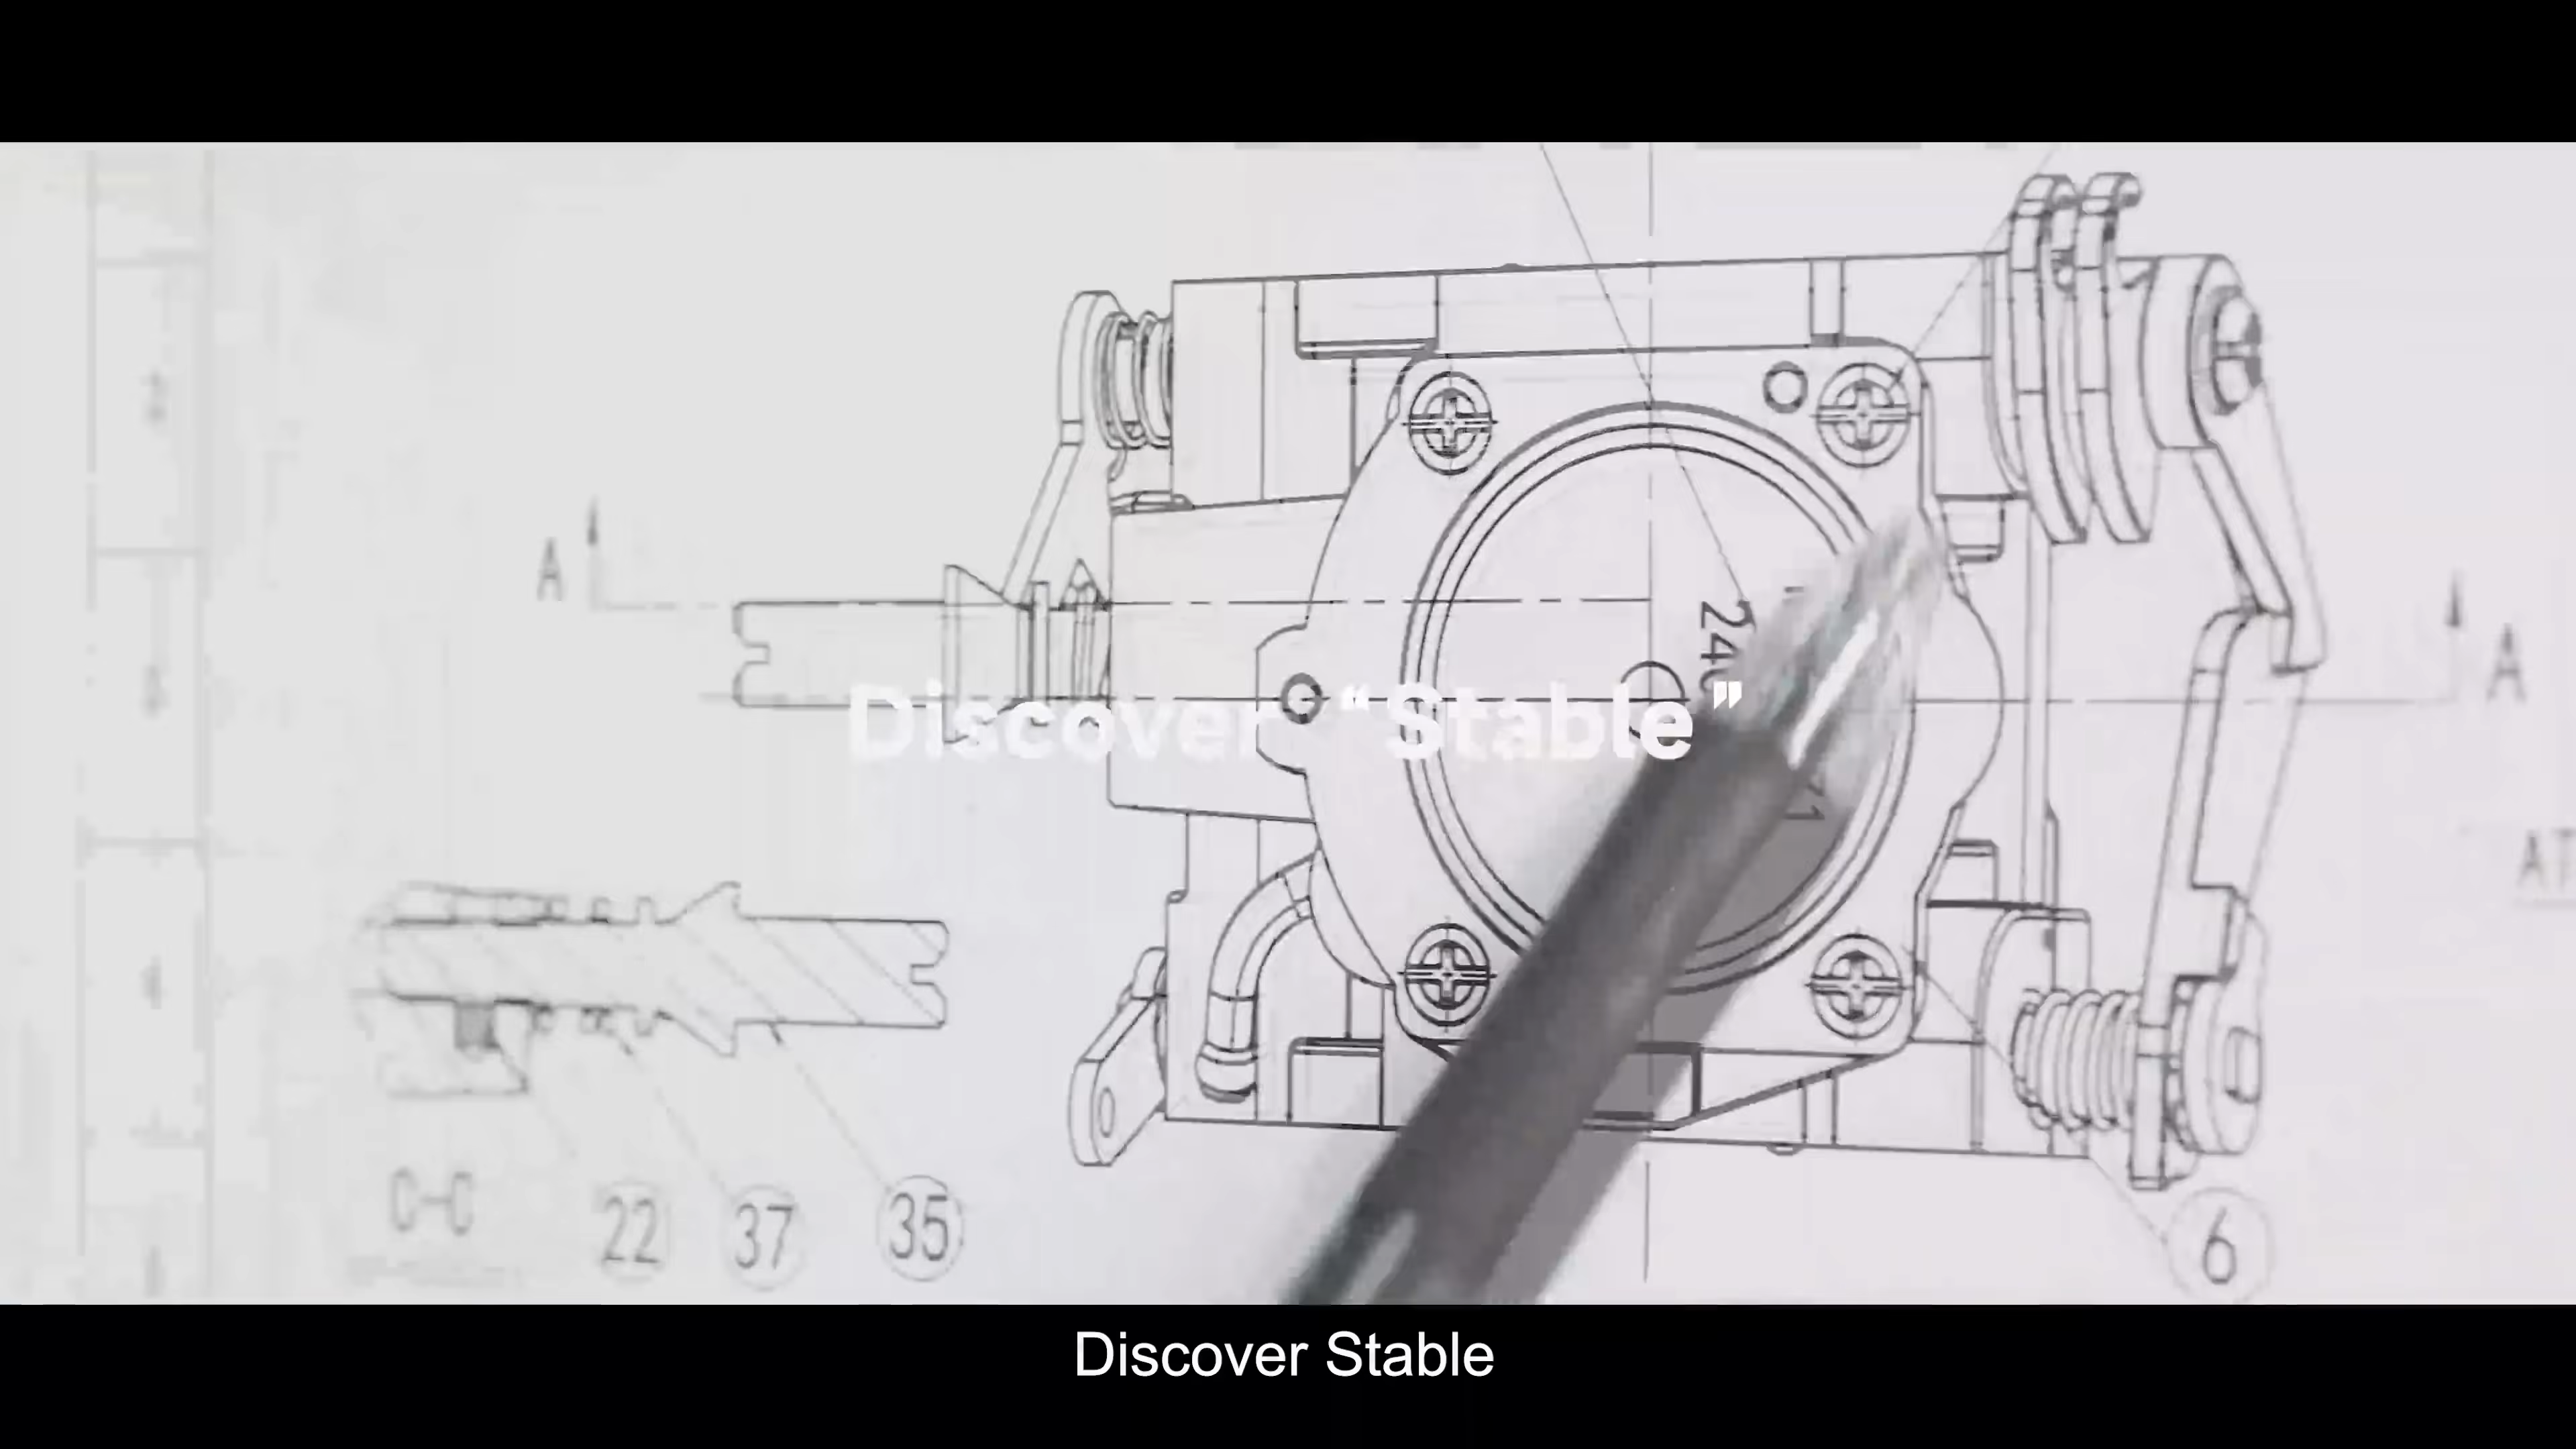 A
Discover “Stable”
A
C-C
22
37
35
6
Discover Stable